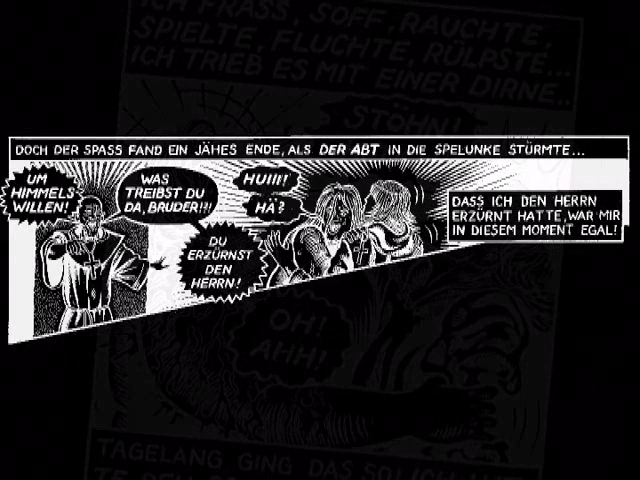 ICH FRASS, SOFF, RAUCHTE,
SPIELTE, FLUCHTE, RÜLPSTE...
ICH TRIEB ES MIT EINER DIRNE..
STÖHN!
DOCH DER SPASS FAND EIN JÄHES ENDE, ALS DER ABT IN DIE SPELUNKE STÜRMTE...
UM
HIMMELS
WILLEN!
WAS
TREIBST DU
DA, BRUDER!?!
DU
ERZÜRNST
DEN
HERRN!
HUIII!
HÄ?
DASS ICH DEN HERRN
ERZÜRNT HATTE, WAR MIR
IN DIESEM MOMENT EGAL!
OH!
AHH!
TAGELANG GING DAS SO!